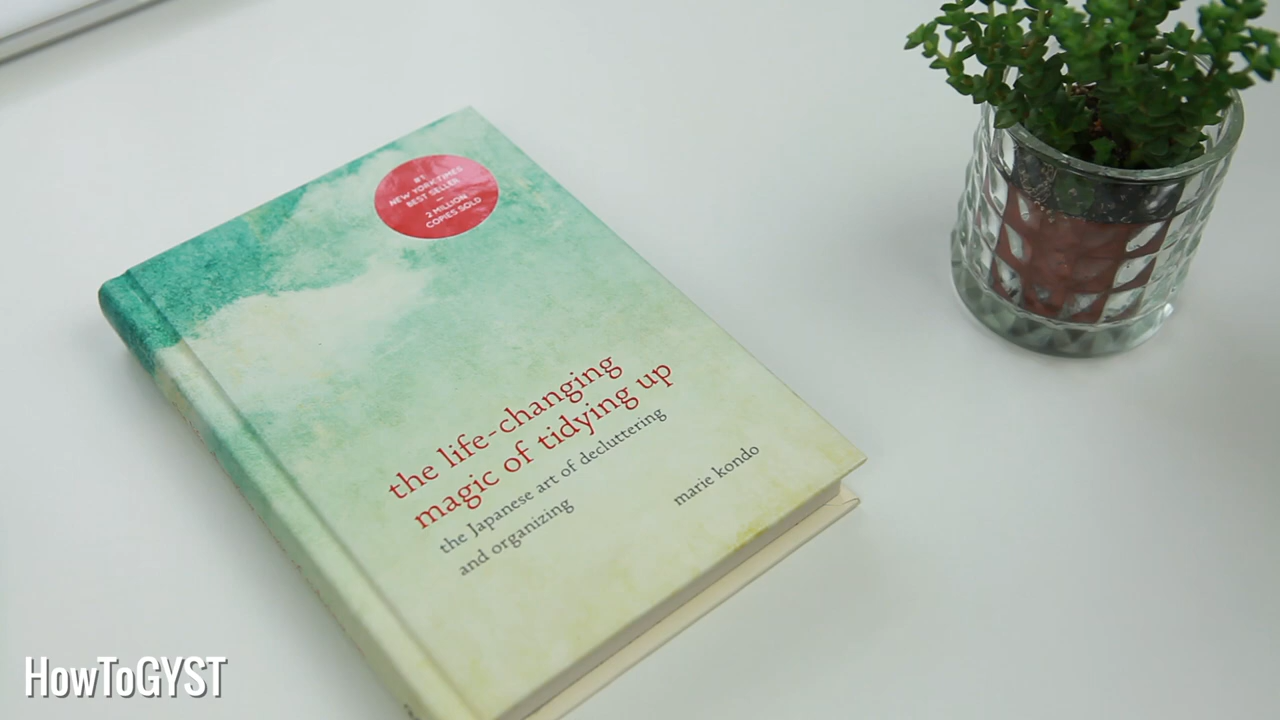 #1
NEW YORK TIMES
BEST SELLER
—
2 MILLION
COPIES SOLD
the life-changing
magic of tidying up
the Japanese art of decluttering
and organizing
marie kondo
HowToGYST